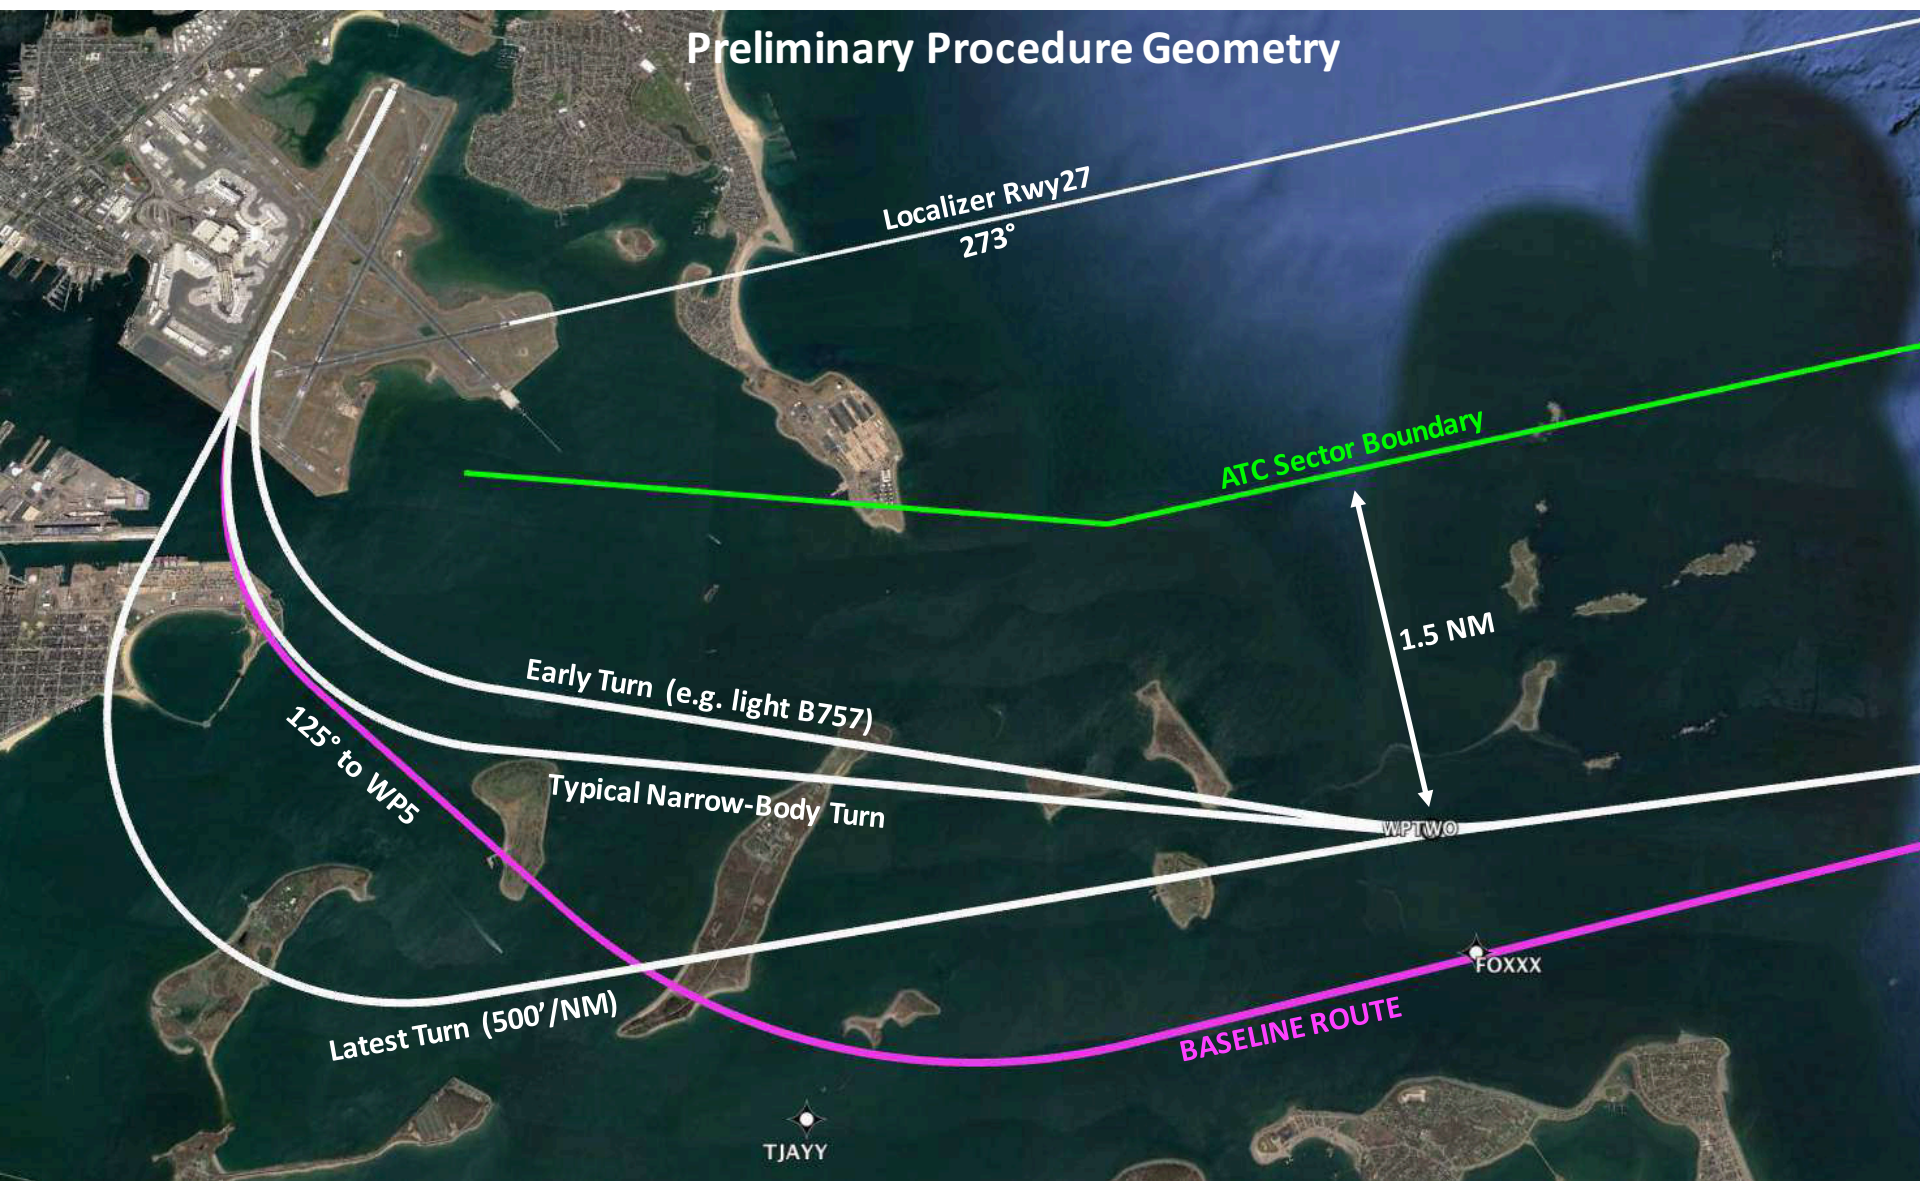 Preliminary Procedure Geometry
Localizer Rwy27
273°
ATC Sector Boundary
1.5 NM
Early Turn (e.g. light B757)
125° to WP5
Typical Narrow-Body Turn
WPTWO
FOXXX
Latest Turn (500’/NM)
BASELINE ROUTE
TJAYY